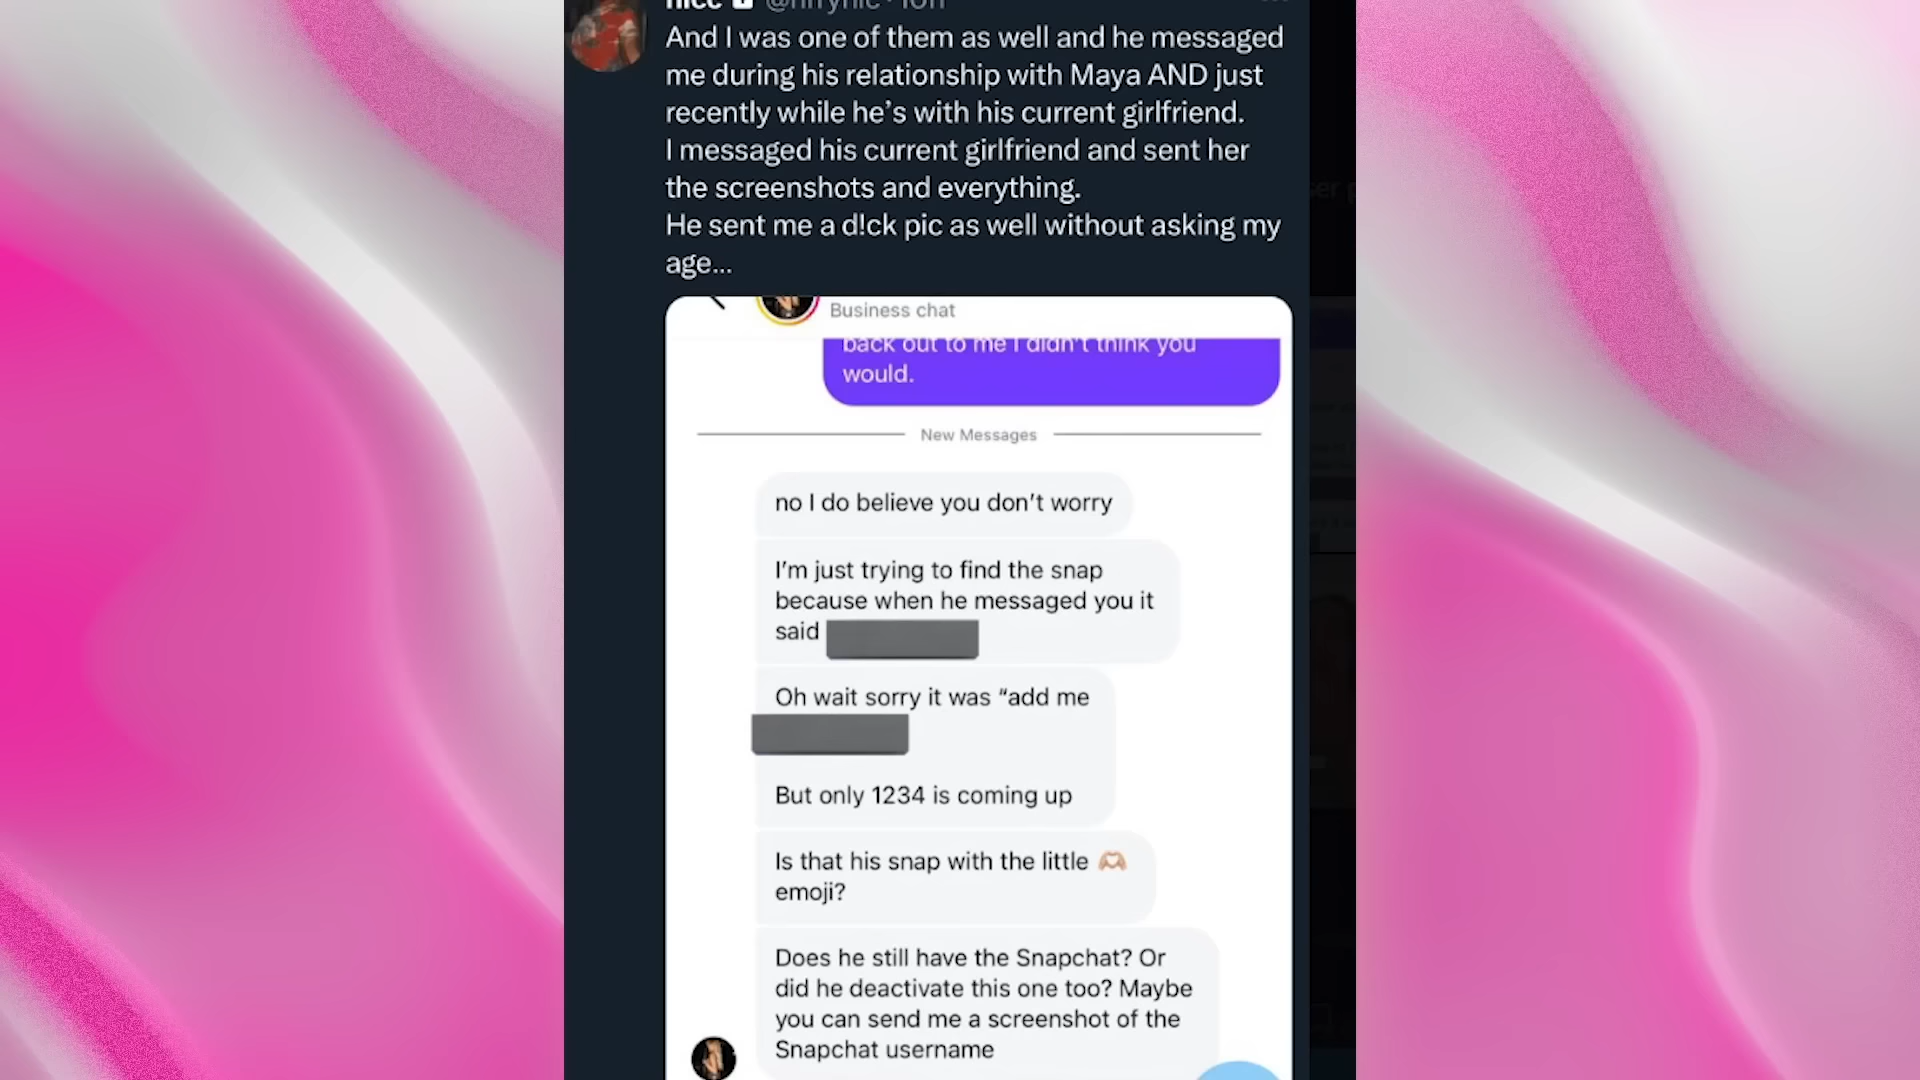 And I was one of them as well and he messaged
me during his relationship with Maya AND just
recently while he's with his current girlfriend.
I messaged his current girlfriend and sent her
the screenshots and everything.
He sent me a d!ck pic as well without asking my
age...
Business chat
back out to me I didn't think you
would.
New Messages
no I do believe you don't worry
I'm just trying to find the snap
because when he messaged you it
said
Oh wait sorry it was “add me
But only 1234 is coming up
Is that his snap with the little 🫶🏼
emoji?
Does he still have the Snapchat? Or
did he deactivate this one too? Maybe
you can send me a screenshot of the
Snapchat username